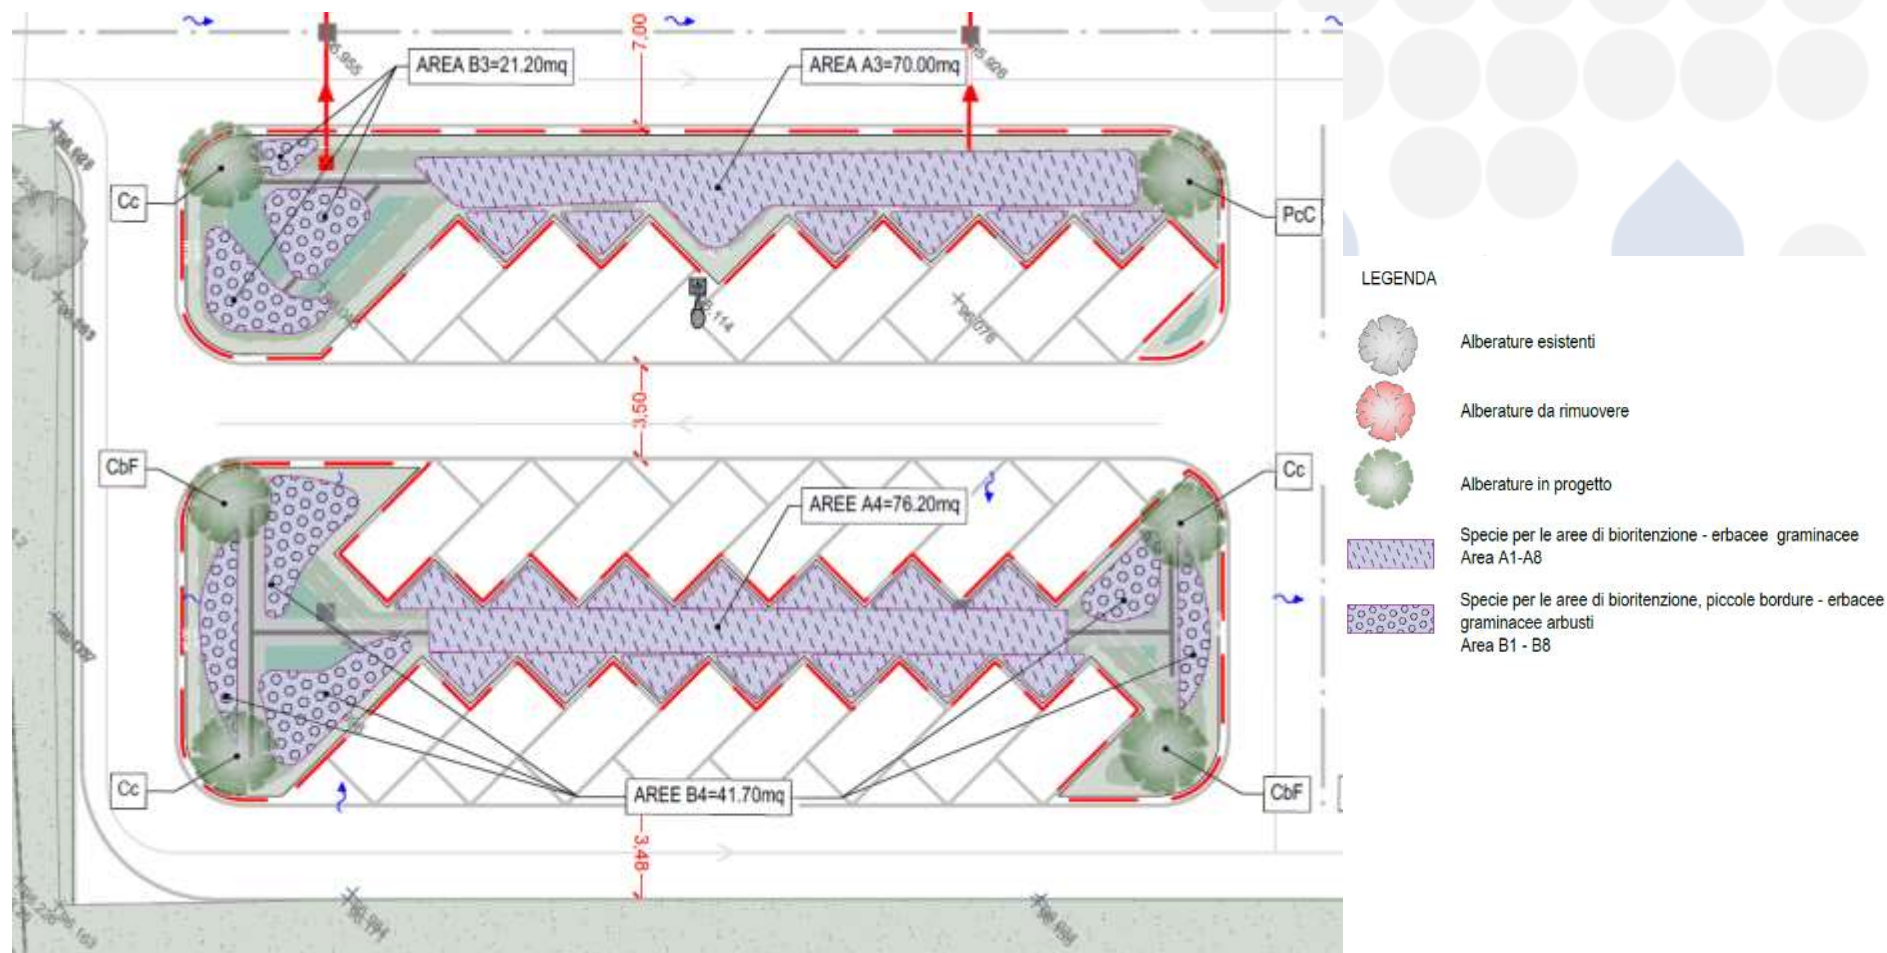 7.00
AREA B3=21.20mq
AREA A3=70.00mq
Cc
PcC
3.50
CbF
Cc
AREE A4=76.20mq
Cc
AREE B4=41.70mq
CbF
3.48
LEGENDA
Alberature esistenti
Alberature da rimuovere
Alberature in progetto
Specie per le aree di bioritenzione - erbacee graminacee
Area A1-A8
Specie per le aree di bioritenzione, piccole bordure - erbacee
graminacee arbusti
Area B1 - B8